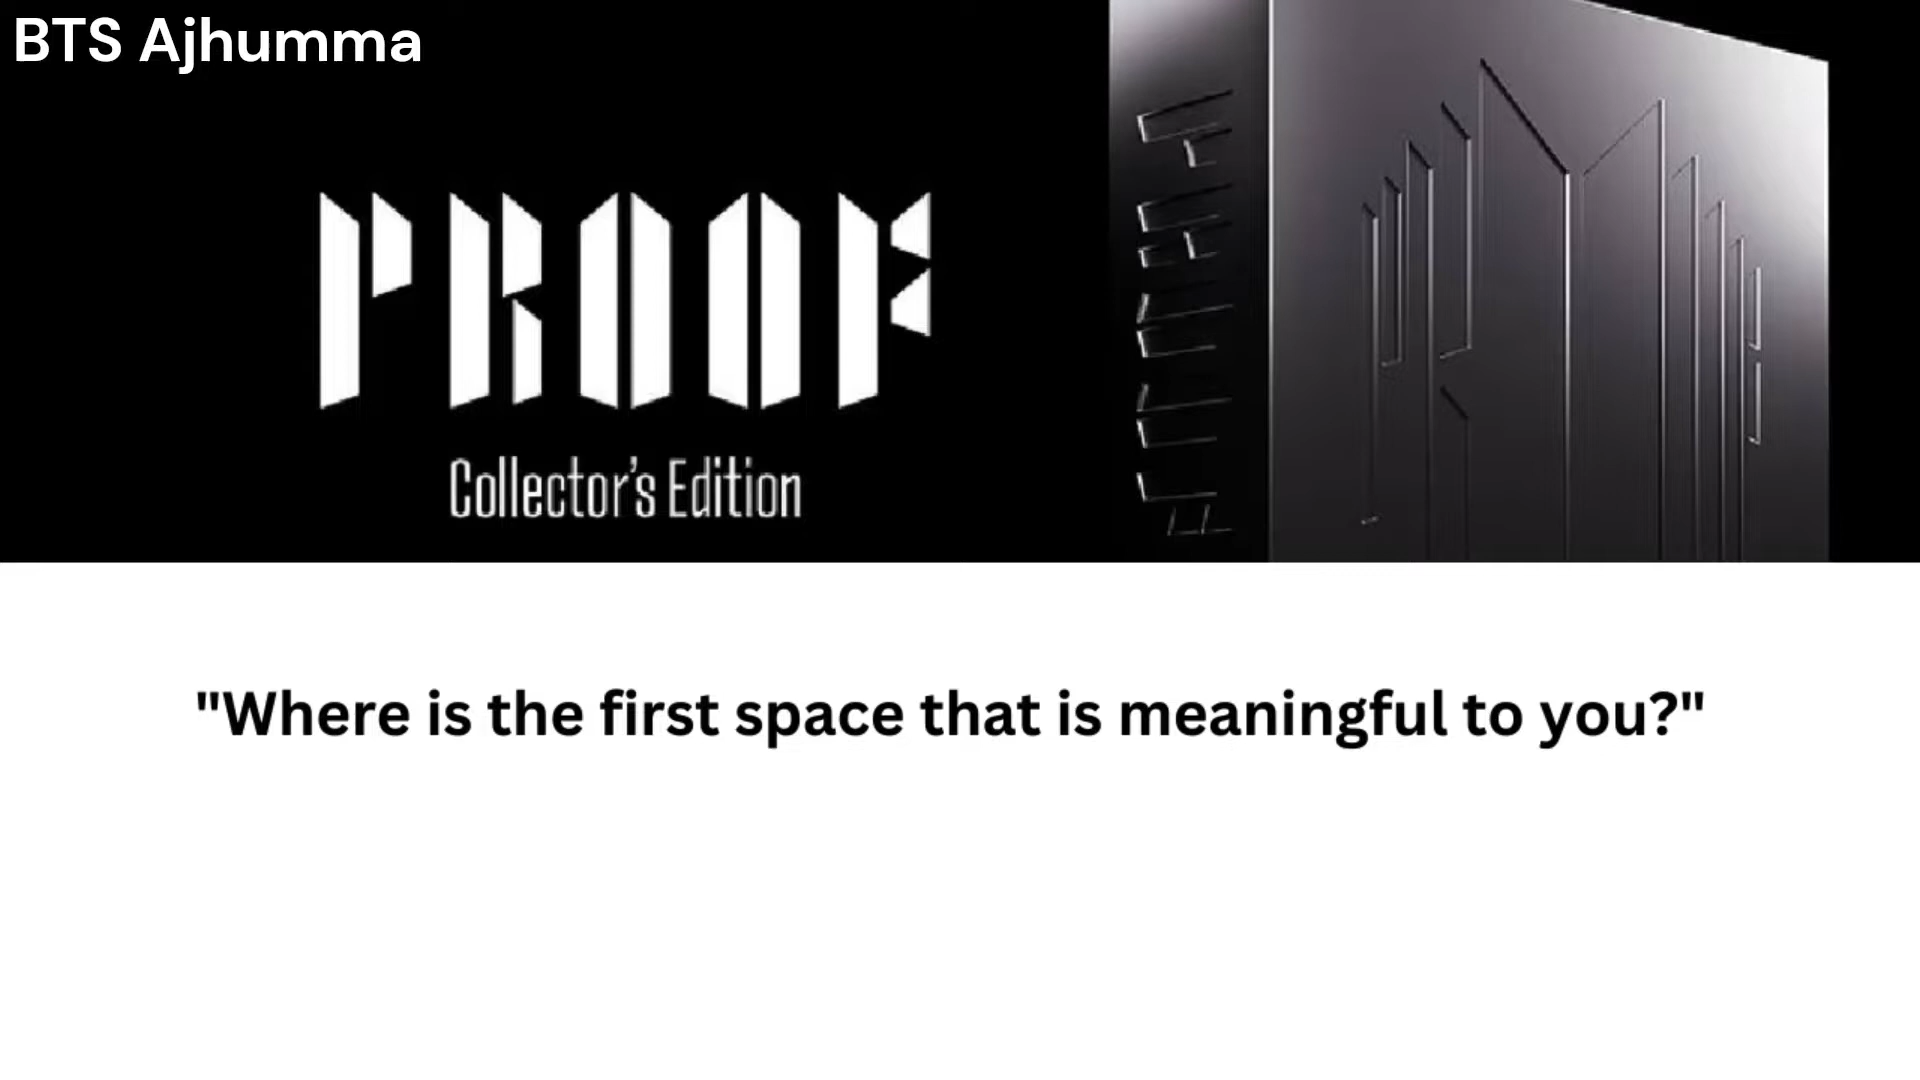 BTS Ajhumma
PROOF
Collector's Edition
"Where is the first space that is meaningful to you?"